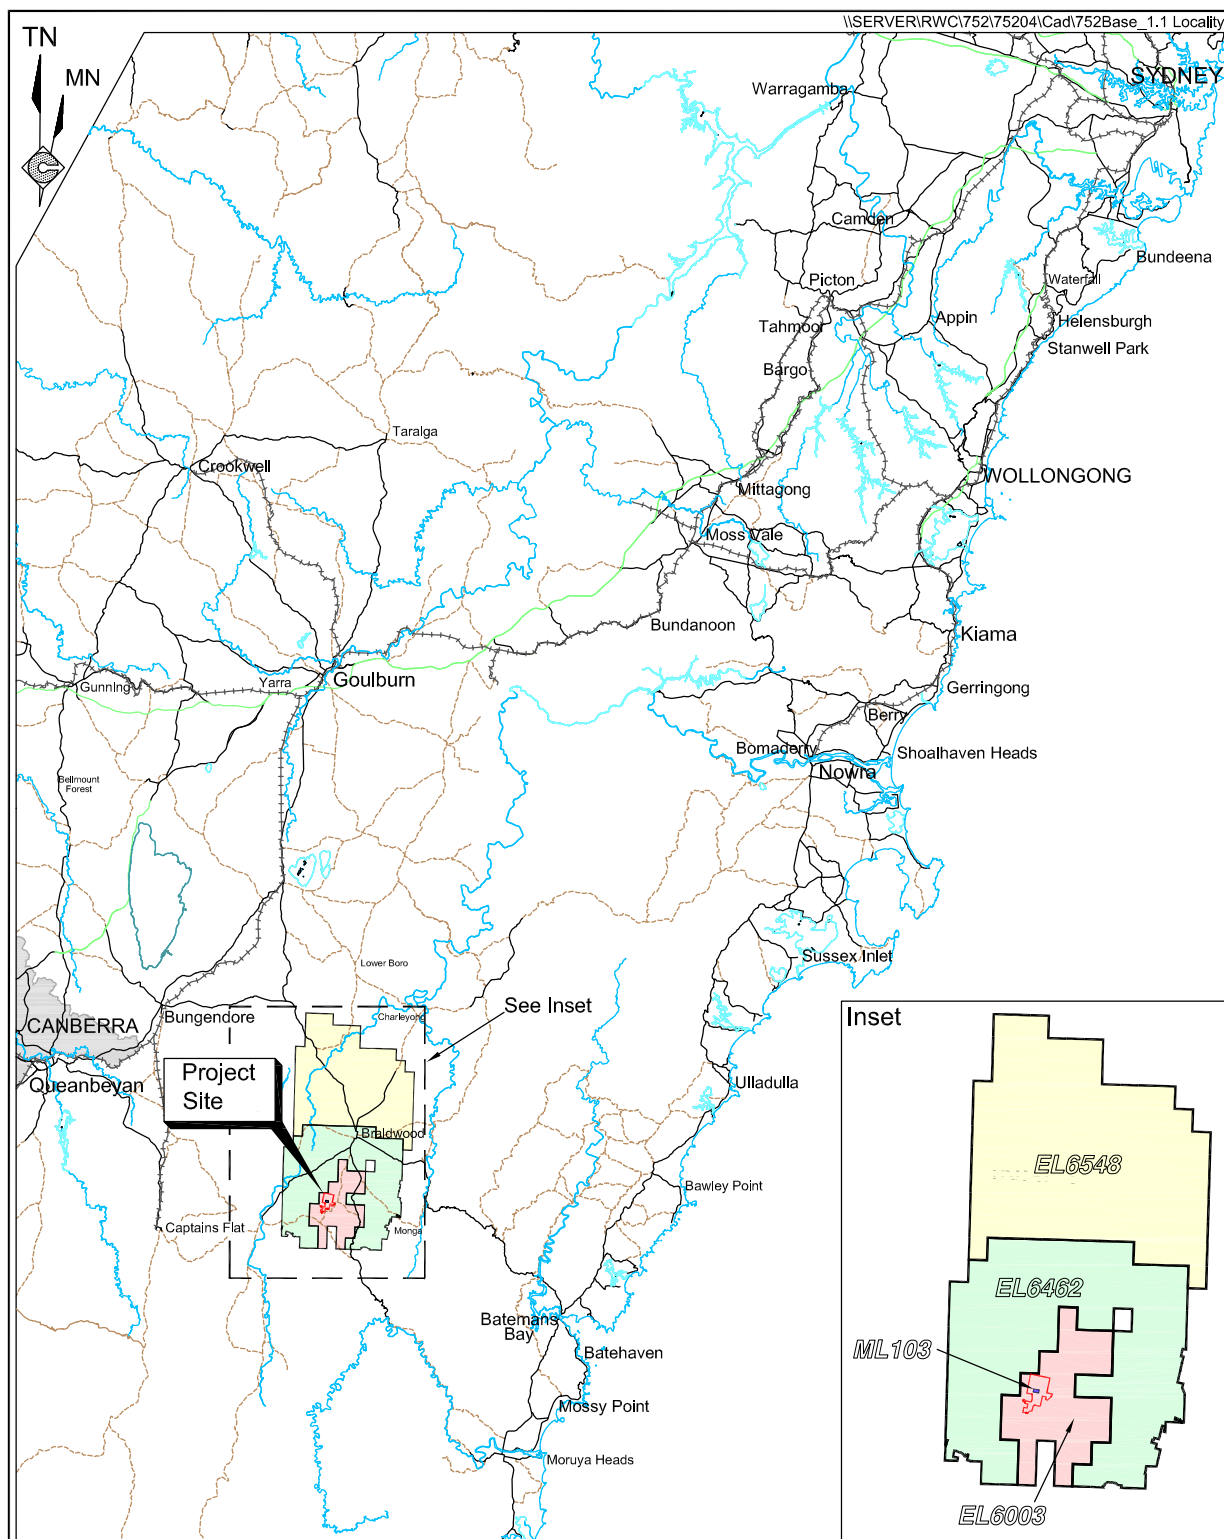 \\SERVER\RWC\752\75204\Cad\752Base_1.1 Locality
TN
MN
SYDNEY
Warragamba
Camden
Bundeena
Picton
Waterfall
Tahmoor
Appin
Helensburgh
Stanwell Park
Bargo
Taralga
Crookwell
WOLLONGONG
Mittagong
Moss Vale
Bundanoon
Kiama
Gunning
Yarra
Goulburn
Gerringong
Berry
Bomaderry
Shoalhaven Heads
Nowra
Bellmount
Forest
Sussex Inlet
Lower Boro
See Inset
Charleyong
Bungendore
CANBERRA
Queanbeyan
Project
Site
Ulladulla
Braidwood
Bawley Point
Captains Flat
Monga
Batemans
Bay
Batehaven
Mossy Point
Moruya Heads
Inset
EL6548
EL6462
ML103
EL6003